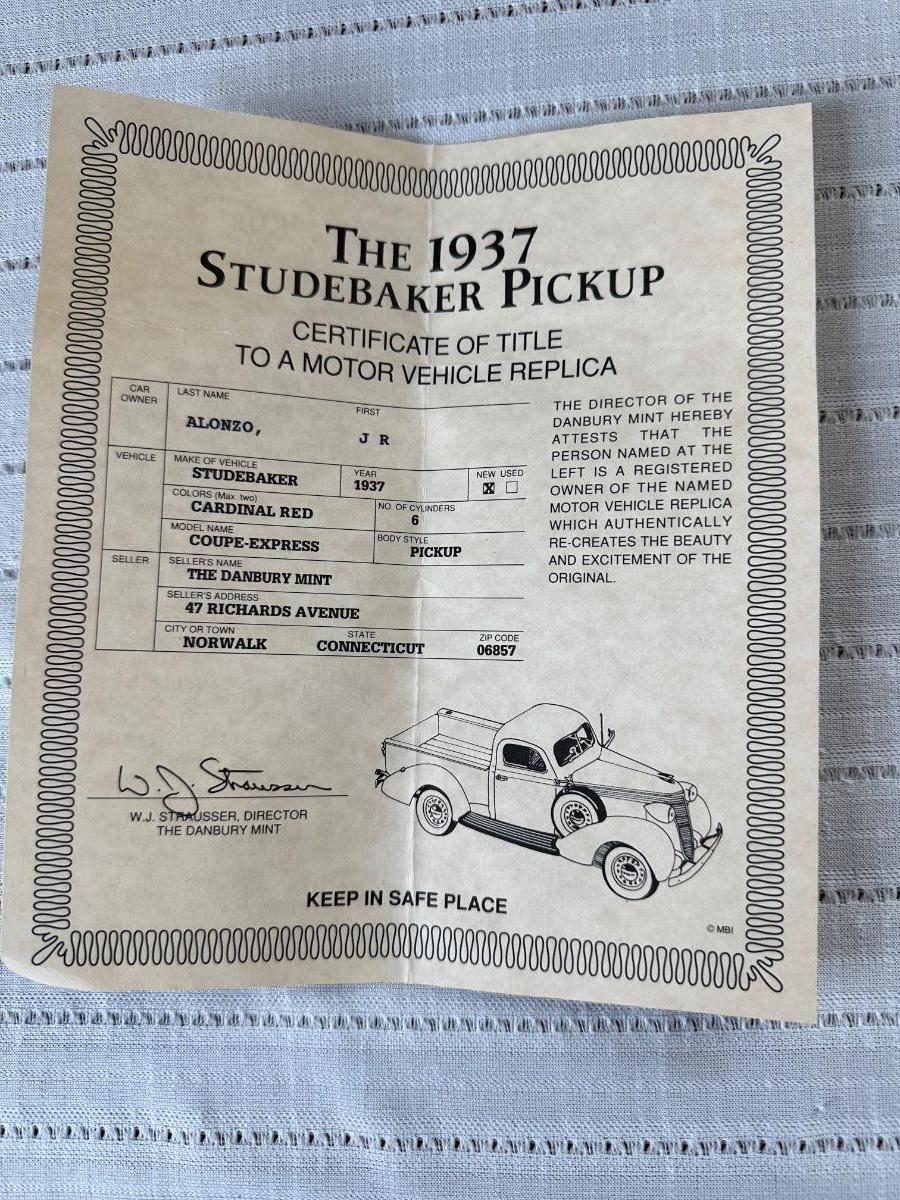 THE 1937
STUDEBAKER PICKUP
CERTIFICATE OF TITLE
TO A MOTOR VEHICLE REPLICA
CAR
OWNER
LAST NAME
FIRST
ALONZO,
J R
VEHICLE
MAKE OF VEHICLE
STUDEBAKER
YEAR
1937
NEW USED
X
COLORS (Max. two)
CARDINAL RED
NO. OF CYLINDERS
6
MODEL NAME
COUPE-EXPRESS
BODY STYLE
PICKUP
SELLER
SELLER'S NAME
THE DANBURY MINT
SELLER'S ADDRESS
47 RICHARDS AVENUE
CITY OR TOWN
NORWALK
STATE
CONNECTICUT
ZIP CODE
06857
THE DIRECTOR OF THE
DANBURY MINT HEREBY
ATTESTS THAT THE
PERSON NAMED AT THE
LEFT IS A REGISTERED
OWNER OF THE NAMED
MOTOR VEHICLE REPLICA
WHICH AUTHENTICALLY
RE-CREATES THE BEAUTY
AND EXCITEMENT OF THE
ORIGINAL.
W. J. Strausser
W.J. STRAUSSER, DIRECTOR
THE DANBURY MINT
KEEP IN SAFE PLACE
© MBI